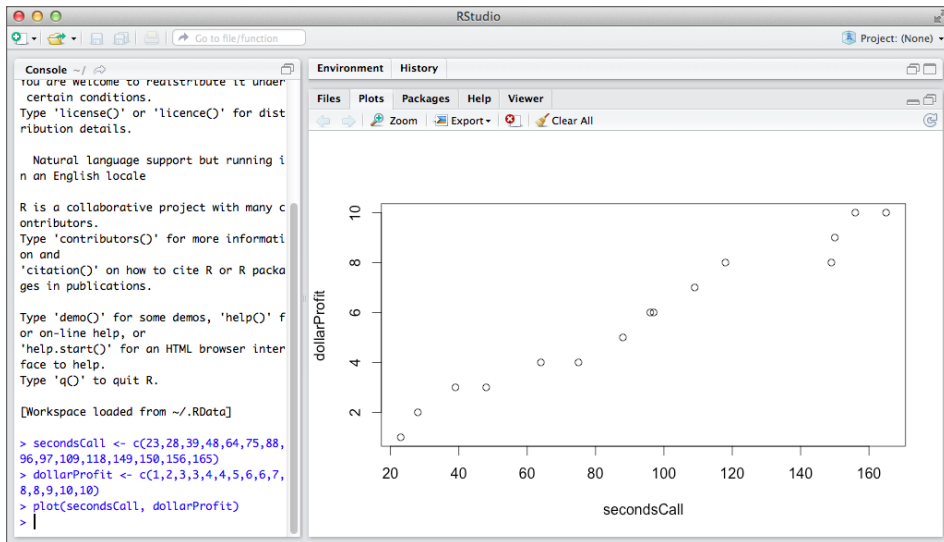 RStudio
Go to file/function
Project: (None)
Console ~/
You are welcome to redistribute it under
certain conditions.
Type 'license()' or 'licence()' for dist
ribution details.
Natural language support but running i
n an English locale
R is a collaborative project with many c
ontributors.
Type 'contributors()' for more informati
on and
'citation()' on how to cite R or R packa
ges in publications.
Type 'demo()' for some demos, 'help()' f
or on-line help, or
'help.start()' for an HTML browser inter
face to help.
Type 'q()' to quit R.
[Workspace loaded from ~/.RData]
> secondsCall <- c(23,28,39,48,64,75,88,
96,97,109,118,149,150,156,165)
> dollarProfit <- c(1,2,3,3,4,4,5,6,6,7,
8,8,9,10,10)
> plot(secondsCall, dollarProfit)
>
Environment History
Files Plots Packages Help Viewer
Zoom Export Clear All
dollarProfit
10
8
6
4
2
20 40 60 80 100 120 140 160
secondsCall